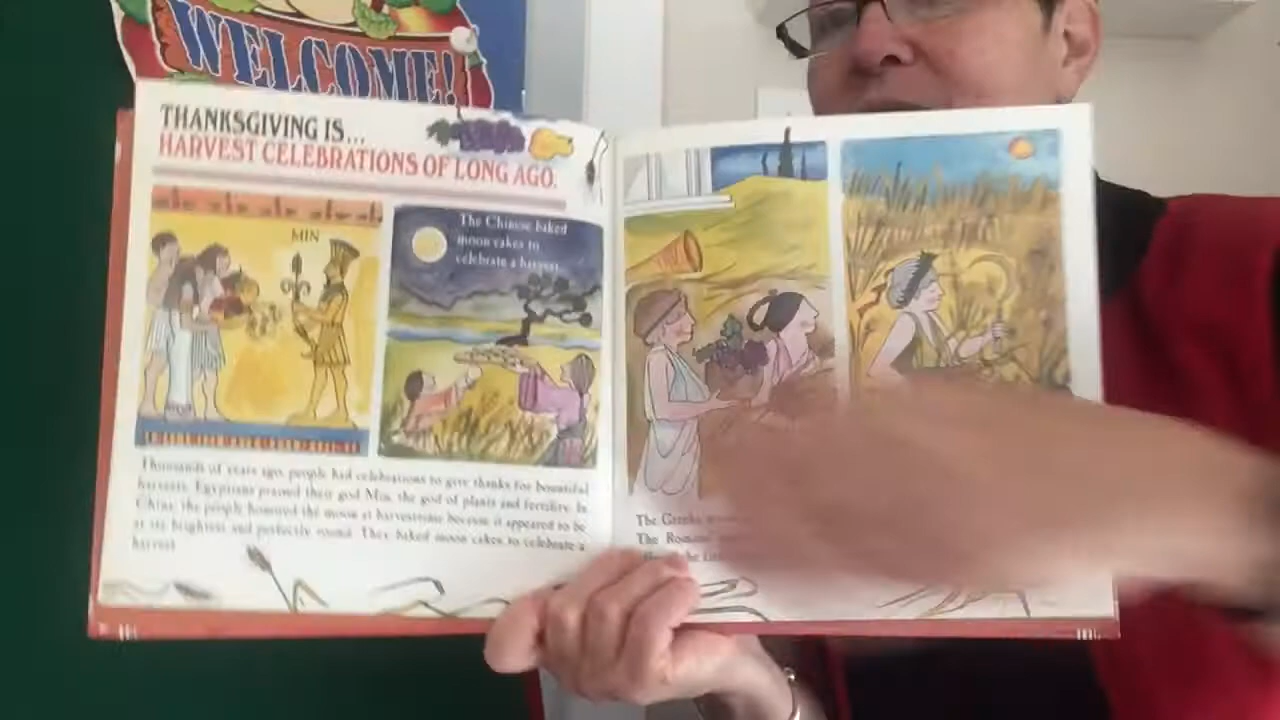 WELCOME!
THANKSGIVING IS...
HARVEST CELEBRATIONS OF LONG AGO.
MIN
The Chinese baked
moon cakes to
celebrate a harvest.
Thousands of years ago, people had celebrations to give thanks for bountiful
harvests. Egyptians praised their god Min, the god of plants and fertility. In
China, the people honored the moon at harvesttime because it appeared to be
at its brightest and perfectly round. They baked moon cakes to celebrate a
harvest.
The Greeks
The Romans
the